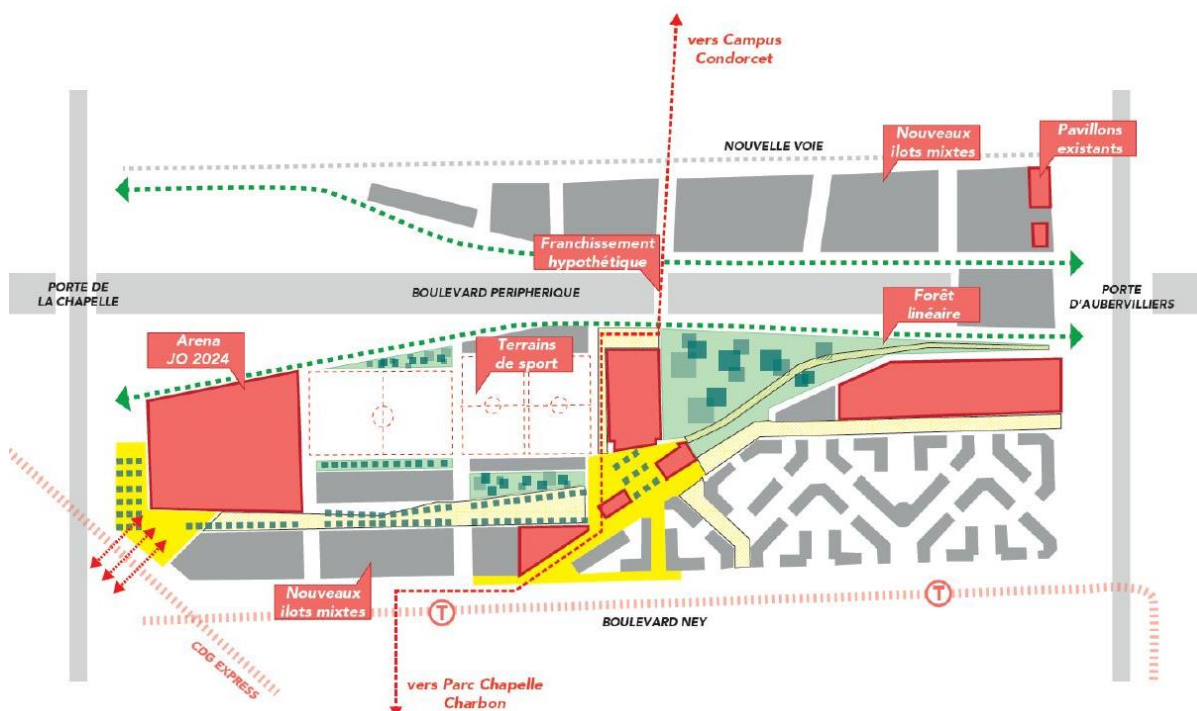 vers Campus
Condorcet
Nouveaux
ilots mixtes
Pavillons
existants
NOUVELLE VOIE
Franchissement
hypothétique
PORTE DE
LA CHAPELLE
BOULEVARD PERIPHERIQUE
Forêt
linéaire
PORTE
D'AUBERVILLIERS
Arena
JO 2024
Terrains
de sport
Nouveaux
ilots mixtes
T
T
BOULEVARD NEY
CDG EXPRESS
vers Parc Chapelle
Charbon